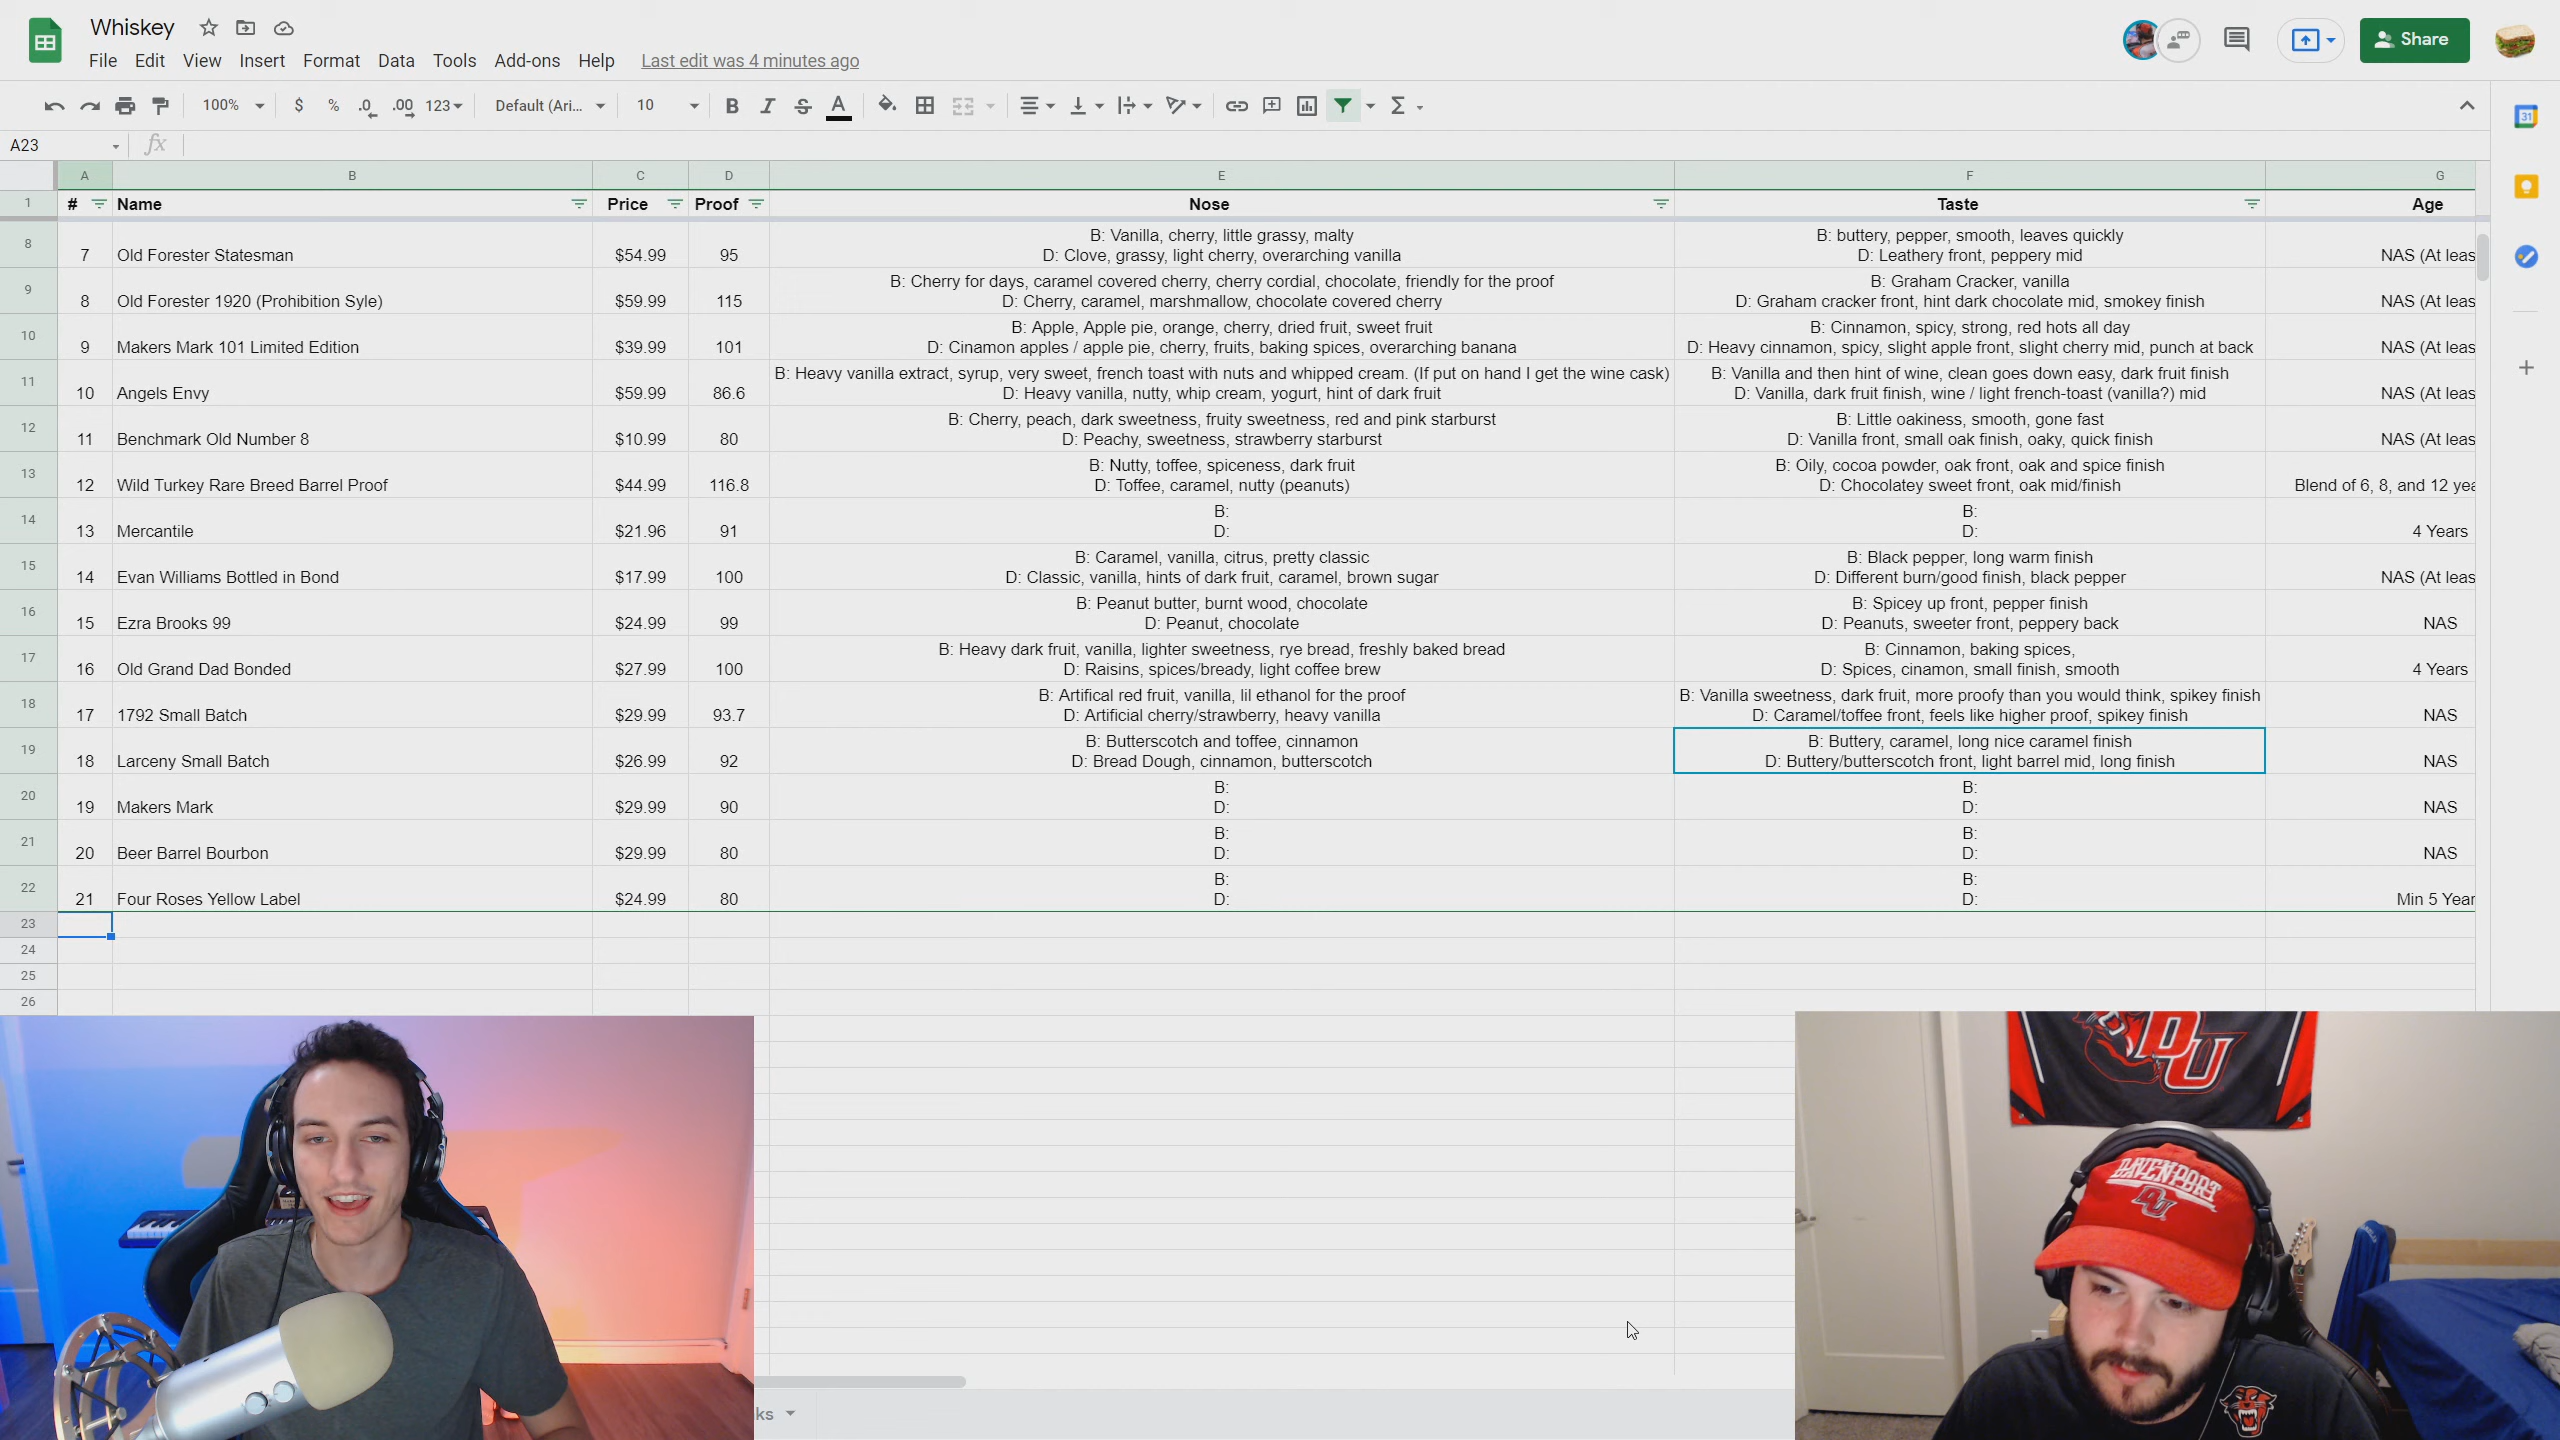 Whiskey
File Edit View Insert Format Data Tools Add-ons Help Last edit was 4 minutes ago
Share
100% $ % .0 .00 123 Default (Ari... 10 B I S A Σ
31
A23 fx
A B C D E F G
1 # Name Price Proof Nose Taste Age
8 7 Old Forester Statesman $54.99 95 B: Vanilla, cherry, little grassy, malty
D: Clove, grassy, light cherry, overarching vanilla B: buttery, pepper, smooth, leaves quickly
D: Leathery front, peppery mid NAS (At leas
9 8 Old Forester 1920 (Prohibition Syle) $59.99 115 B: Cherry for days, caramel covered cherry, cherry cordial, chocolate, friendly for the proof
D: Cherry, caramel, marshmallow, chocolate covered cherry B: Graham Cracker, vanilla
D: Graham cracker front, hint dark chocolate mid, smokey finish NAS (At leas
10 9 Makers Mark 101 Limited Edition $39.99 101 B: Apple, Apple pie, orange, cherry, dried fruit, sweet fruit
D: Cinamon apples / apple pie, cherry, fruits, baking spices, overarching banana B: Cinnamon, spicy, strong, red hots all day
D: Heavy cinnamon, spicy, slight apple front, slight cherry mid, punch at back NAS (At leas
11 10 Angels Envy $59.99 86.6 B: Heavy vanilla extract, syrup, very sweet, french toast with nuts and whipped cream. (If put on hand I get the wine cask)
D: Heavy vanilla, nutty, whip cream, yogurt, hint of dark fruit B: Vanilla and then hint of wine, clean goes down easy, dark fruit finish
D: Vanilla, dark fruit finish, wine / light french-toast (vanilla?) mid NAS (At leas
12 11 Benchmark Old Number 8 $10.99 80 B: Cherry, peach, dark sweetness, fruity sweetness, red and pink starburst
D: Peachy, sweetness, strawberry starburst B: Little oakiness, smooth, gone fast
D: Vanilla front, small oak finish, oaky, quick finish NAS (At leas
13 12 Wild Turkey Rare Breed Barrel Proof $44.99 116.8 B: Nutty, toffee, spiceness, dark fruit
D: Toffee, caramel, nutty (peanuts) B: Oily, cocoa powder, oak front, oak and spice finish
D: Chocolatey sweet front, oak mid/finish Blend of 6, 8, and 12 yea
14 13 Mercantile $21.96 91 B:
D: B:
D: 4 Years
15 14 Evan Williams Bottled in Bond $17.99 100 B: Caramel, vanilla, citrus, pretty classic
D: Classic, vanilla, hints of dark fruit, caramel, brown sugar B: Black pepper, long warm finish
D: Different burn/good finish, black pepper NAS (At leas
16 15 Ezra Brooks 99 $24.99 99 B: Peanut butter, burnt wood, chocolate
D: Peanut, chocolate B: Spicey up front, pepper finish
D: Peanuts, sweeter front, peppery back NAS
17 16 Old Grand Dad Bonded $27.99 100 B: Heavy dark fruit, vanilla, lighter sweetness, rye bread, freshly baked bread
D: Raisins, spices/bready, light coffee brew B: Cinnamon, baking spices,
D: Spices, cinamon, small finish, smooth 4 Years
18 17 1792 Small Batch $29.99 93.7 B: Artifical red fruit, vanilla, lil ethanol for the proof
D: Artificial cherry/strawberry, heavy vanilla B: Vanilla sweetness, dark fruit, more proofy than you would think, spikey finish
D: Caramel/toffee front, feels like higher proof, spikey finish NAS
19 18 Larceny Small Batch $26.99 92 B: Butterscotch and toffee, cinnamon
D: Bread Dough, cinnamon, butterscotch B: Buttery, caramel, long nice caramel finish
D: Buttery/butterscotch front, light barrel mid, long finish NAS
20 19 Makers Mark $29.99 90 B:
D: B:
D: NAS
21 20 Beer Barrel Bourbon $29.99 80 B:
D: B:
D: NAS
22 21 Four Roses Yellow Label $24.99 80 B:
D: B:
D: Min 5 Year
23
24
25
26
DU
DAVENPORT
DU
ks